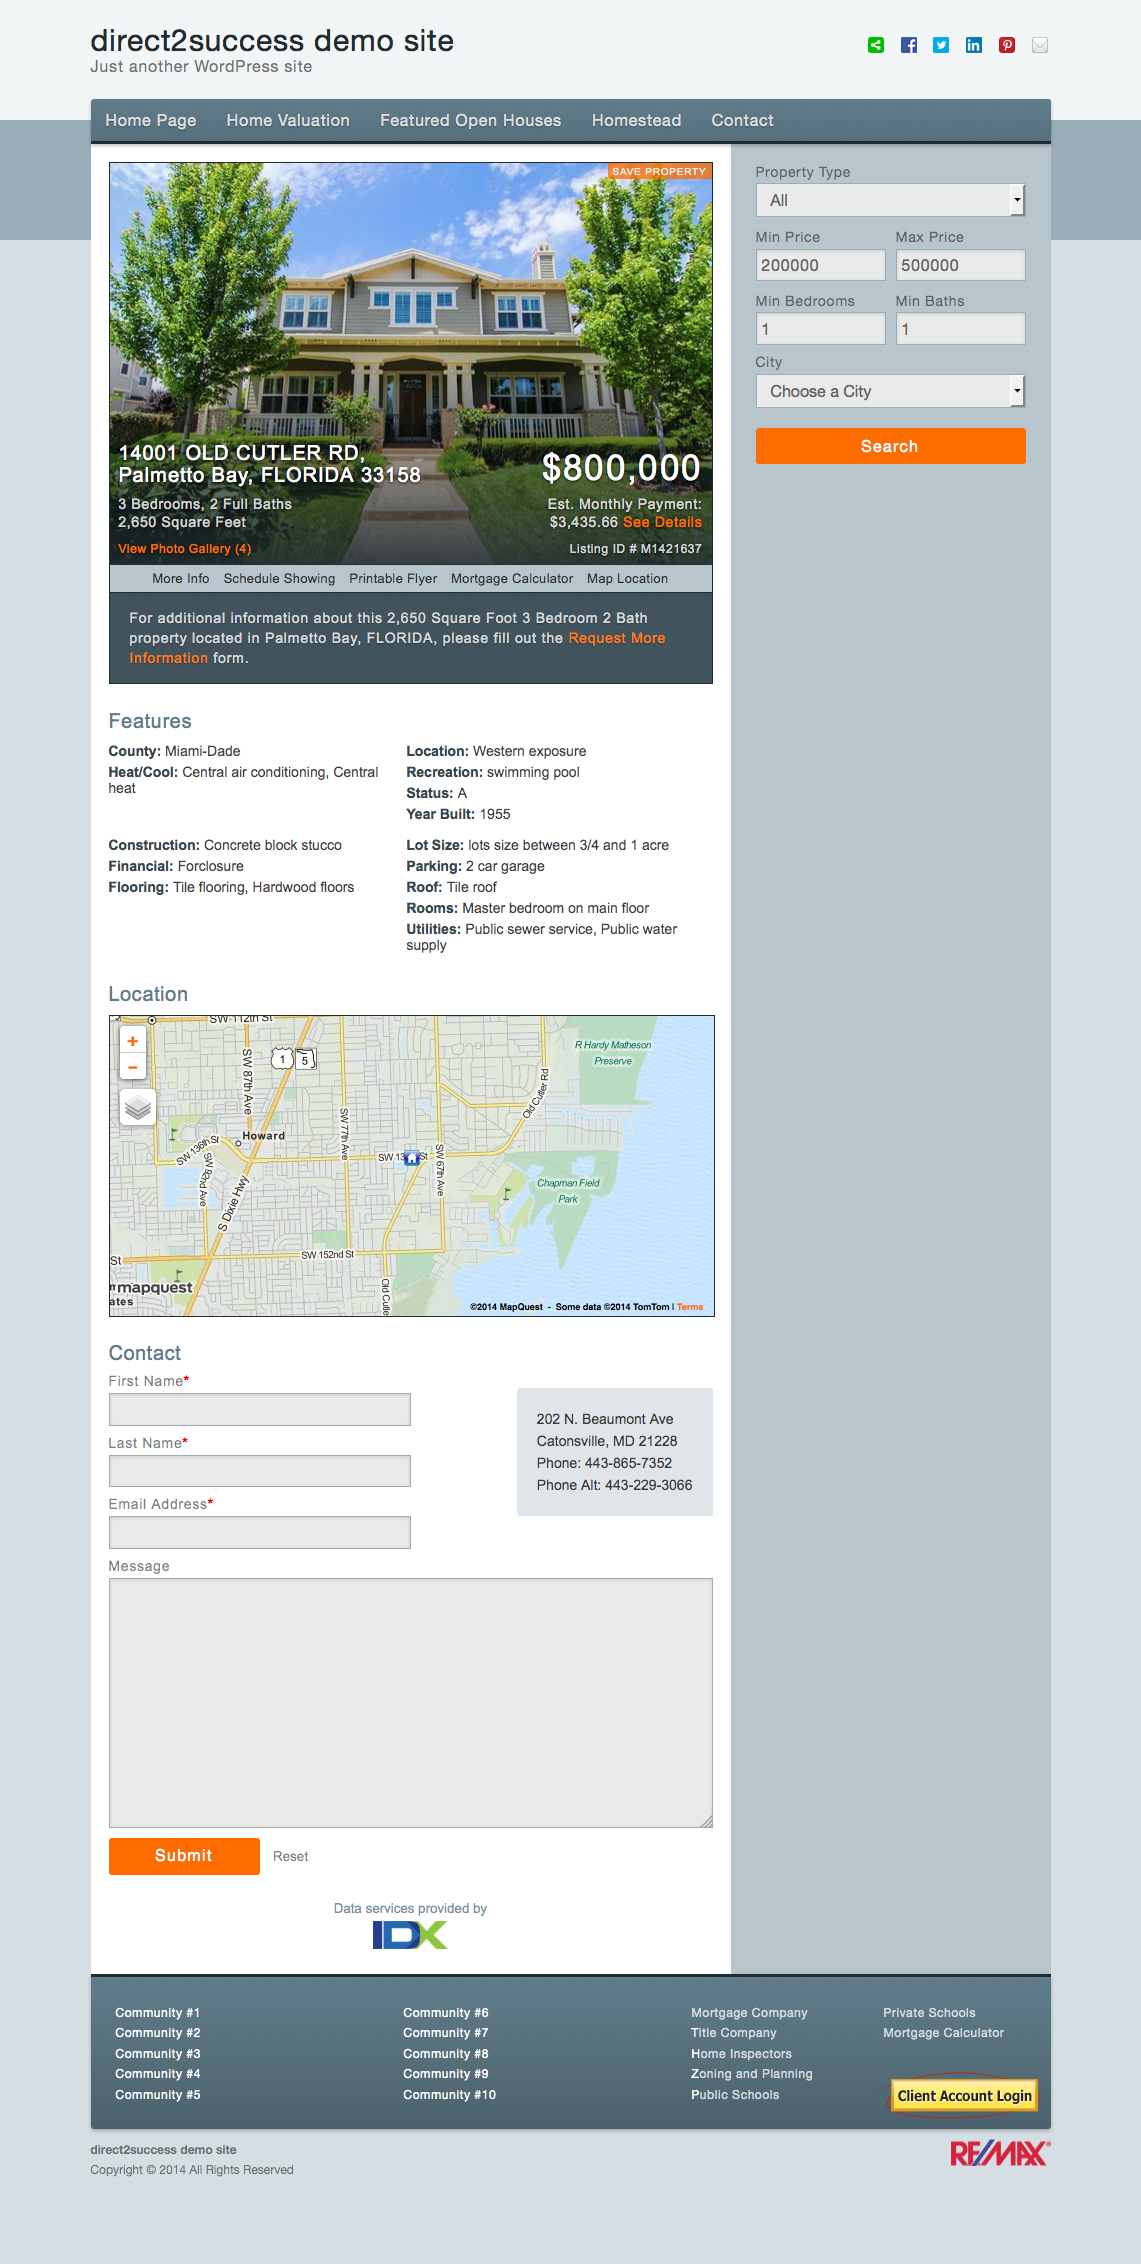 direct2success demo site
Just another WordPress site
Home Page Home Valuation Featured Open Houses Homestead Contact
SAVE PROPERTY
14001 OLD CUTLER RD,
Palmetto Bay, FLORIDA 33158
$800,000
3 Bedrooms, 2 Full Baths
2,650 Square Feet
Est. Monthly Payment:
$3,435.66 See Details
View Photo Gallery (4)
Listing ID # M1421637
More Info Schedule Showing Printable Flyer Mortgage Calculator Map Location
For additional information about this 2,650 Square Foot 3 Bedroom 2 Bath
property located in Palmetto Bay, FLORIDA, please fill out the Request More
Information form.
Property Type
All
Min Price Max Price
200000 500000
Min Bedrooms Min Baths
1 1
City
Choose a City
Search
Features
County: Miami-Dade
Heat/Cool: Central air conditioning, Central
heat
Location: Western exposure
Recreation: swimming pool
Status: A
Year Built: 1955
Construction: Concrete block stucco
Financial: Forclosure
Flooring: Tile flooring, Hardwood floors
Lot Size: lots size between 3/4 and 1 acre
Parking: 2 car garage
Roof: Tile roof
Rooms: Master bedroom on main floor
Utilities: Public sewer service, Public water
supply
Location
SW 112th St
+
−
1
5
SW 87th Ave
R Hardy Matheson
Preserve
Old Cutler Rd
SW 77th Ave
Howard
SW 136th St
SW 13 St
SW 67th Ave
SW 92nd Ave
S Dixie Hwy
Chapman Field
Park
SW 152nd St
St
mapquest
ates
Old Cutle
©2014 MapQuest - Some data ©2014 TomTom | Terms
Contact
First Name*
Last Name*
Email Address*
Message
202 N. Beaumont Ave
Catonsville, MD 21228
Phone: 443-865-7352
Phone Alt: 443-229-3066
Submit Reset
Data services provided by
IDX
Community #1
Community #2
Community #3
Community #4
Community #5
Community #6
Community #7
Community #8
Community #9
Community #10
Mortgage Company
Title Company
Home Inspectors
Zoning and Planning
Public Schools
Private Schools
Mortgage Calculator
Client Account Login
direct2success demo site
Copyright © 2014 All Rights Reserved
RE/MAX®